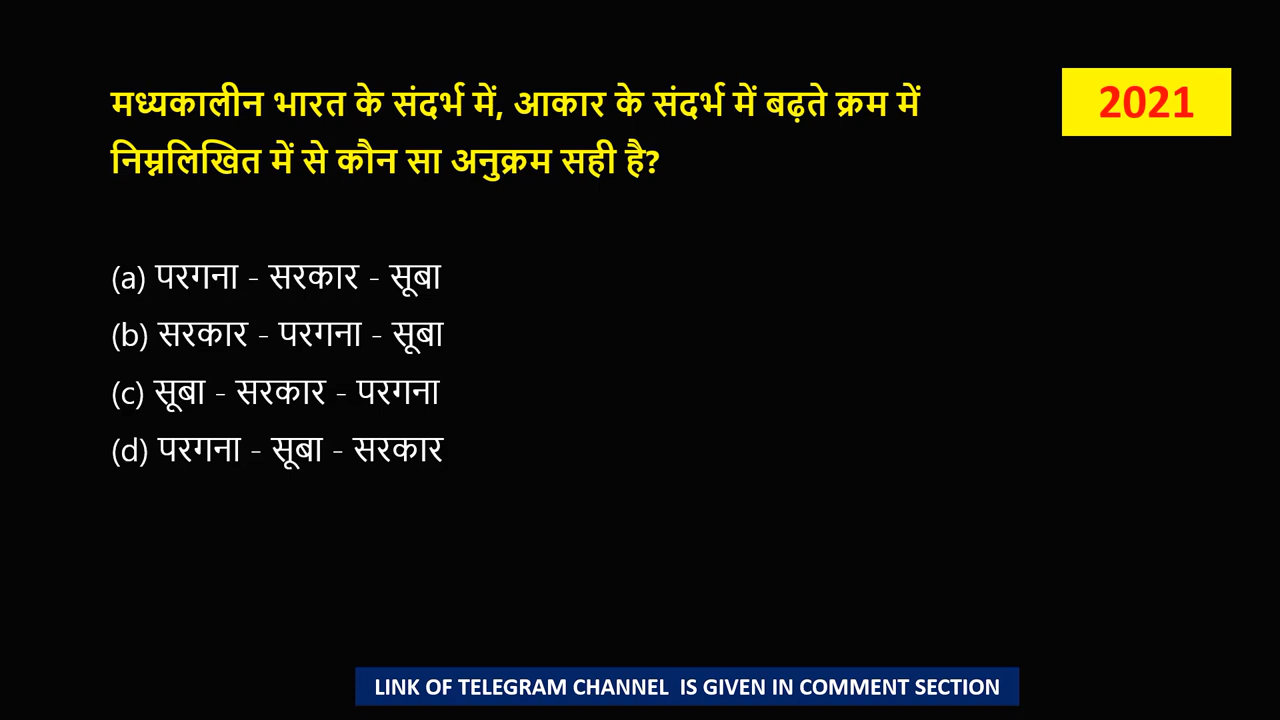 मध्यकालीन भारत के संदर्भ में, आकार के संदर्भ में बढ़ते क्रम में
2021
निम्नलिखित में से कौन सा अनुक्रम सही है?
(a) परगना - सरकार - सूबा
(b) सरकार - परगना - सूबा
(c) सूबा - सरकार - परगना
(d) परगना - सूबा - सरकार
LINK OF TELEGRAM CHANNEL IS GIVEN IN COMMENT SECTION